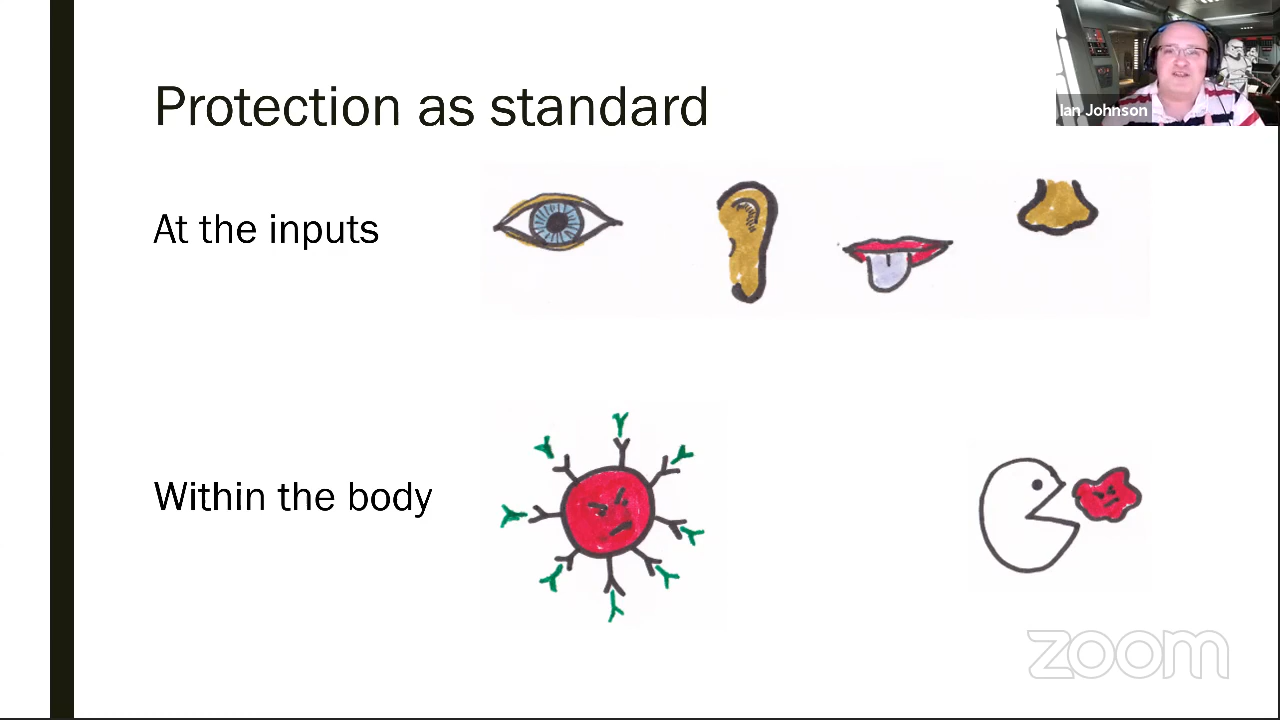 Protection as standard
Ian Johnson
At the inputs
Within the body
zoom